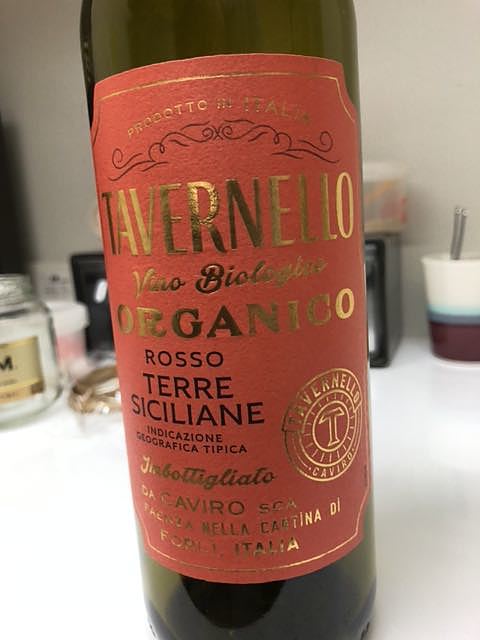 PRODOTTO IN ITALIA
TAVERNELLO
Vino Biologico
ORGANICO
ROSSO
TERRE
SICILIANE
INDICAZIONE
GEOGRAFICA TIPICA
TAVERNELLO
T
CAVIRO
Imbottigliato
DA CAVIRO SCA
FAENZA NELLA CANTINA DI
FORLÌ, ITALIA
M.